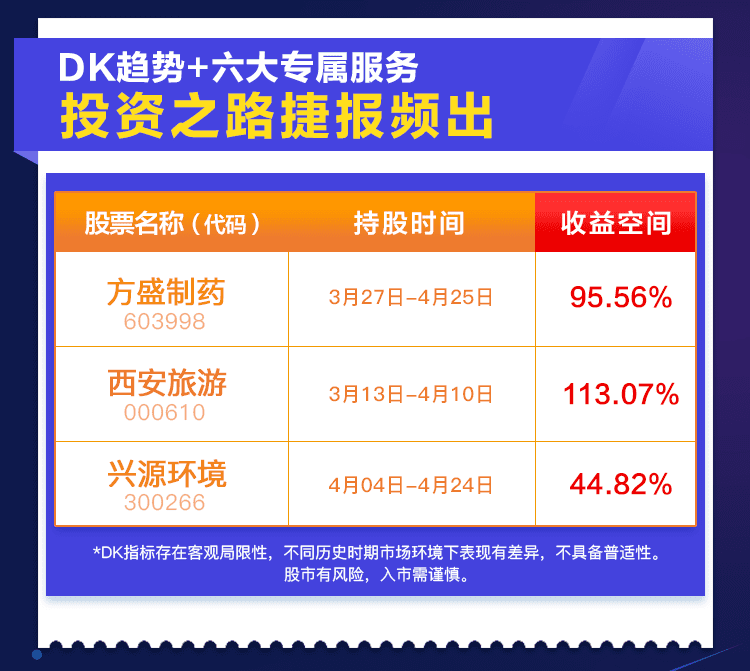 DK趋势+六大专属服务
投资之路捷报频出
股票名称（代码） 持股时间 收益空间
方盛制药
603998
3月27日-4月25日 95.56%
西安旅游
000610
3月13日-4月10日 113.07%
兴源环境
300266
4月04日-4月24日 44.82%
*DK指标存在客观局限性，不同历史时期市场环境下表现有差异，不具备普适性。
股市有风险，入市需谨慎。